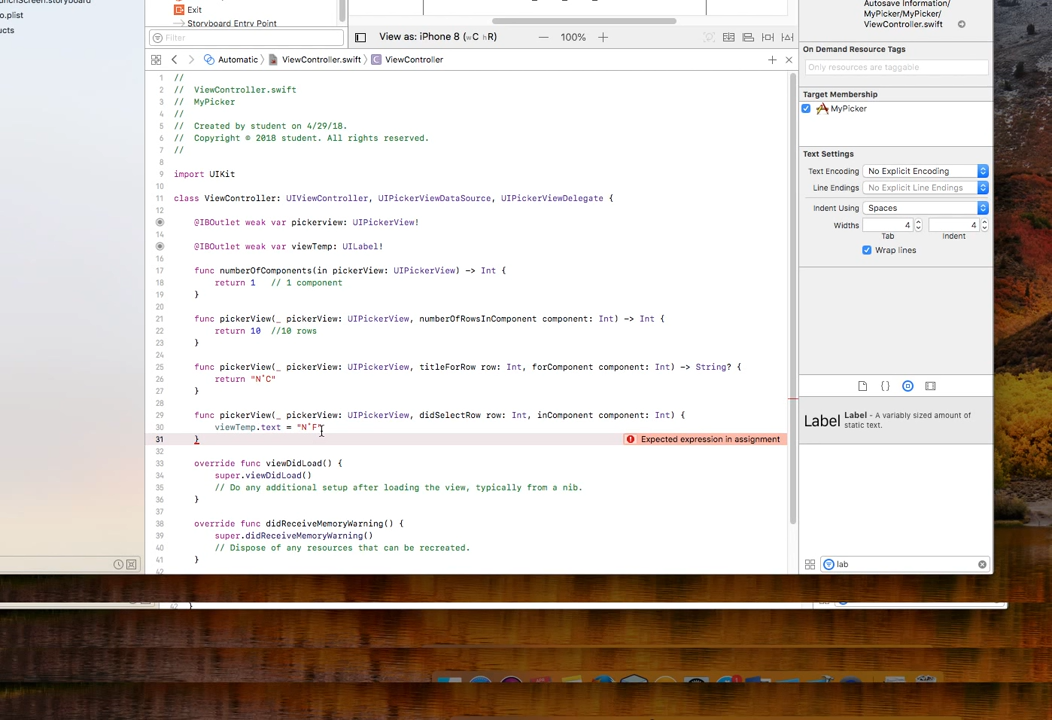 unchScreen.storyboard
o.plist
ucts
Exit
Storyboard Entry Point
Filter
View as: iPhone 8 (wC hR)
100%
Automatic
ViewController.swift
ViewController
1 //
2 //  ViewController.swift
3 //  MyPicker
4 //
5 //  Created by student on 4/29/18.
6 //  Copyright © 2018 student. All rights reserved.
7 //
8
9 import UIKit
10
11 class ViewController: UIViewController, UIPickerViewDataSource, UIPickerViewDelegate {
12
@IBOutlet weak var pickerview: UIPickerView!
14
@IBOutlet weak var viewTemp: UILabel!
16
17 func numberOfComponents(in pickerView: UIPickerView) -> Int {
18 return 1   // 1 component
19 }
20
21 func pickerView(_ pickerView: UIPickerView, numberOfRowsInComponent component: Int) -> Int {
22 return 10  //10 rows
23 }
24
25 func pickerView(_ pickerView: UIPickerView, titleForRow row: Int, forComponent component: Int) -> String? {
26 return "N˚C"
27 }
28
29 func pickerView(_ pickerView: UIPickerView, didSelectRow row: Int, inComponent component: Int) {
30 viewTemp.text = "N˚F"
31 }
Expected expression in assignment
32
33 override func viewDidLoad() {
34 super.viewDidLoad()
35 // Do any additional setup after loading the view, typically from a nib.
36 }
37
38 override func didReceiveMemoryWarning() {
39 super.didReceiveMemoryWarning()
40 // Dispose of any resources that can be recreated.
41 }
42
42 }
Autosave Information/
MyPicker/MyPicker/
ViewController.swift
On Demand Resource Tags
Only resources are taggable
Target Membership
MyPicker
Text Settings
Text Encoding No Explicit Encoding
Line Endings No Explicit Line Endings
Indent Using Spaces
Widths 4 4
Tab Indent
Wrap lines
Label
Label - A variably sized amount of
static text.
lab